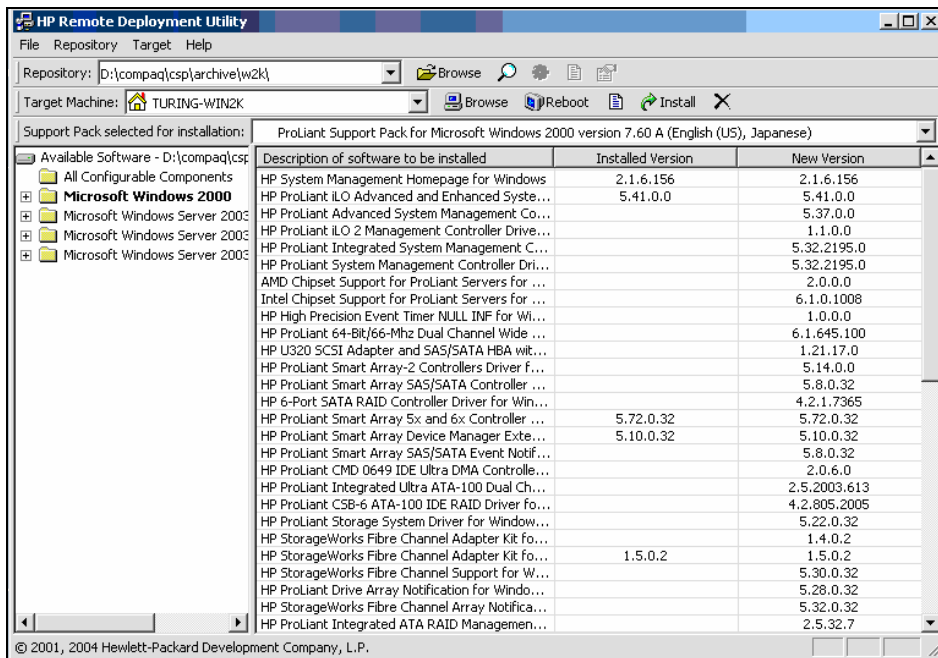 HP Remote Deployment Utility
File Repository Target Help
Repository: D:\compaq\csp\archive\w2k\ Browse
Target Machine: TURING-WIN2K Browse Reboot Install
Support Pack selected for installation: ProLiant Support Pack for Microsoft Windows 2000 version 7.60 A (English (US), Japanese)
Available Software - D:\compaq\csp
All Configurable Components
Microsoft Windows 2000
Microsoft Windows Server 2003
Microsoft Windows Server 2003
Microsoft Windows Server 2003
Description of software to be installed Installed Version New Version
HP System Management Homepage for Windows 2.1.6.156 2.1.6.156
HP ProLiant iLO Advanced and Enhanced Syste... 5.41.0.0 5.41.0.0
HP ProLiant Advanced System Management Co... 5.37.0.0
HP ProLiant iLO 2 Management Controller Drive... 1.1.0.0
HP ProLiant Integrated System Management C... 5.32.2195.0
HP ProLiant System Management Controller Dri... 5.32.2195.0
AMD Chipset Support for ProLiant Servers for ... 2.0.0.0
Intel Chipset Support for ProLiant Servers for ... 6.1.0.1008
HP High Precision Event Timer NULL INF for Wi... 1.0.0.0
HP ProLiant 64-Bit/66-Mhz Dual Channel Wide ... 6.1.645.100
HP U320 SCSI Adapter and SAS/SATA HBA wit... 1.21.17.0
HP ProLiant Smart Array-2 Controllers Driver f... 5.14.0.0
HP ProLiant Smart Array SAS/SATA Controller ... 5.8.0.32
HP 6-Port SATA RAID Controller Driver for Win... 4.2.1.7365
HP ProLiant Smart Array 5x and 6x Controller ... 5.72.0.32 5.72.0.32
HP ProLiant Smart Array Device Manager Exte... 5.10.0.32 5.10.0.32
HP ProLiant Smart Array SAS/SATA Event Notif... 5.8.0.32
HP ProLiant CMD 0649 IDE Ultra DMA Controlle... 2.0.6.0
HP ProLiant Integrated Ultra ATA-100 Dual Ch... 2.5.2003.613
HP ProLiant CSB-6 ATA-100 IDE RAID Driver fo... 4.2.805.2005
HP ProLiant Storage System Driver for Window... 5.22.0.32
HP StorageWorks Fibre Channel Adapter Kit fo... 1.4.0.2
HP StorageWorks Fibre Channel Adapter Kit fo... 1.5.0.2 1.5.0.2
HP StorageWorks Fibre Channel Support for W... 5.30.0.32
HP ProLiant Drive Array Notification for Windo... 5.28.0.32
HP StorageWorks Fibre Channel Array Notifica... 5.32.0.32
HP ProLiant Integrated ATA RAID Managemen... 2.5.32.7
© 2001, 2004 Hewlett-Packard Development Company, L.P.